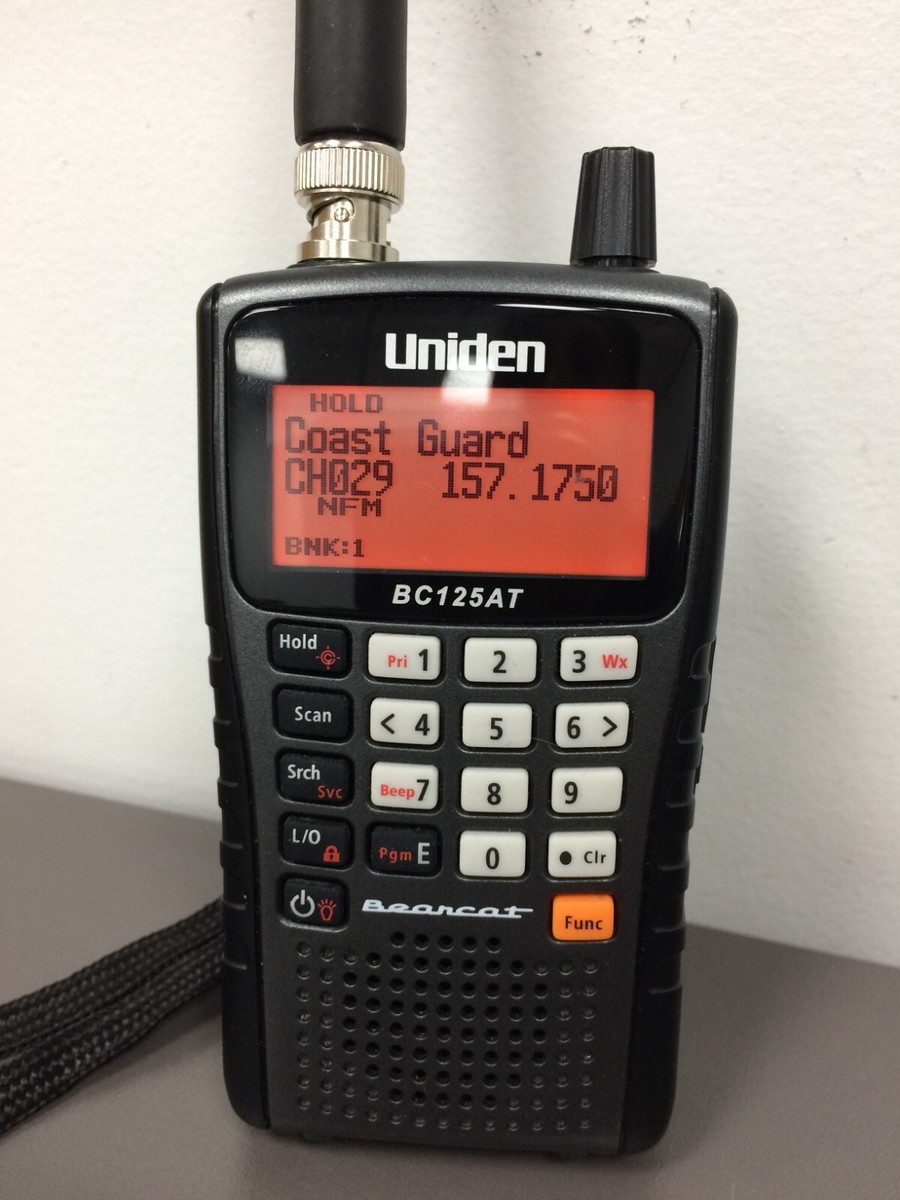 Uniden
HOLD
Coast Guard
CH029 157.1750
NFM
BNK:1
BC125AT
Hold Pri 1 2 3 Wx
Scan < 4 5 6 >
Srch Svc Beep 7 8 9
L/O Pgm E 0 • Clr
Bearcat Func